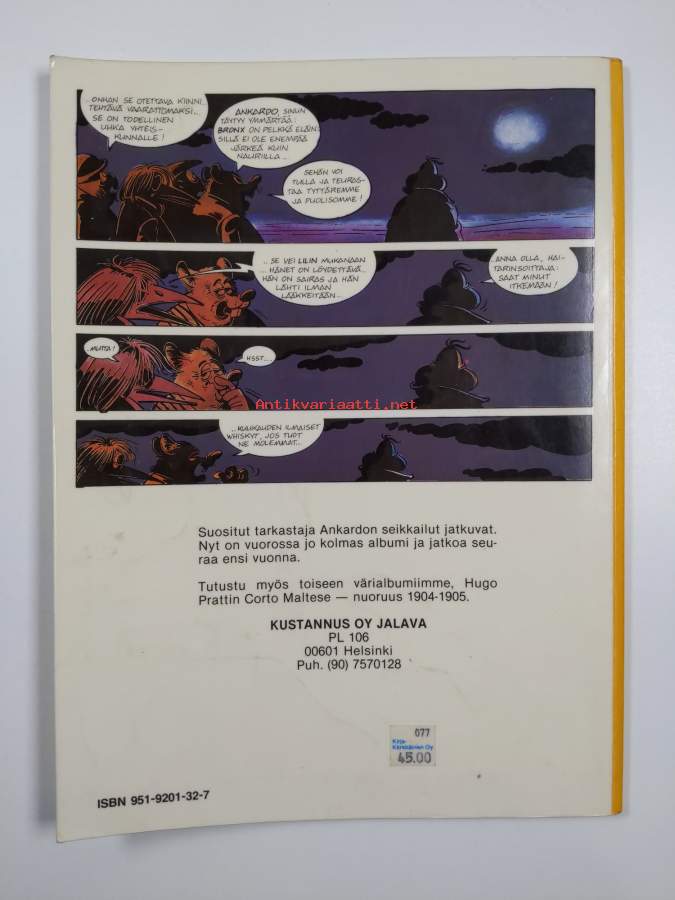 ..ONHAN SE OTETTAVA KIINNI
TEHTÄVÄ VAARATTOMAKSI..
SE ON TODELLINEN
UHKA YHTEIS-
KUNNALLE!
ANKARDO, SINUN
TÄYTYY YMMÄRTÄÄ:
BRONX ON PELKKÄ ELÄIN:
SILLÄ EI OLE ENEMPÄÄ
JÄRKEÄ KUIN
NAURIILLA...
SEHÄN VOI
TULLA JA TEURAS-
TAA TYTTÄREMME
JA PUOLISOMME!
..SE VEI LILIN MUKANAAN
..HÄNET ON LÖYDETTÄVÄ..
HÄN ON SAIRAS JA HÄN
LÄHTI ILMAN
LÄÄKKEITÄÄN...
..ANNA OLLA, HAI-
TARINSOITTAJA:
SAAT MINUT
ITKEMÄÄN!
..MUTTA!
HSST....
Antikvariaatti.net
..KUUKAUDEN ILMAISET
WHISKYT, JOS TUOT
NE MOLEMMAT...
Suositut tarkastaja Ankardon seikkailut jatkuvat.
Nyt on vuorossa jo kolmas albumi ja jatkoa seu-
raa ensi vuonna.
Tutustu myös toiseen värialbumiimme, Hugo
Prattin Corto Maltese — nuoruus 1904-1905.
KUSTANNUS OY JALAVA
PL 106
00601 Helsinki
Puh. (90) 7570128
077
Kirja-
Kärkkäinen Oy
45.00
ISBN 951-9201-32-7